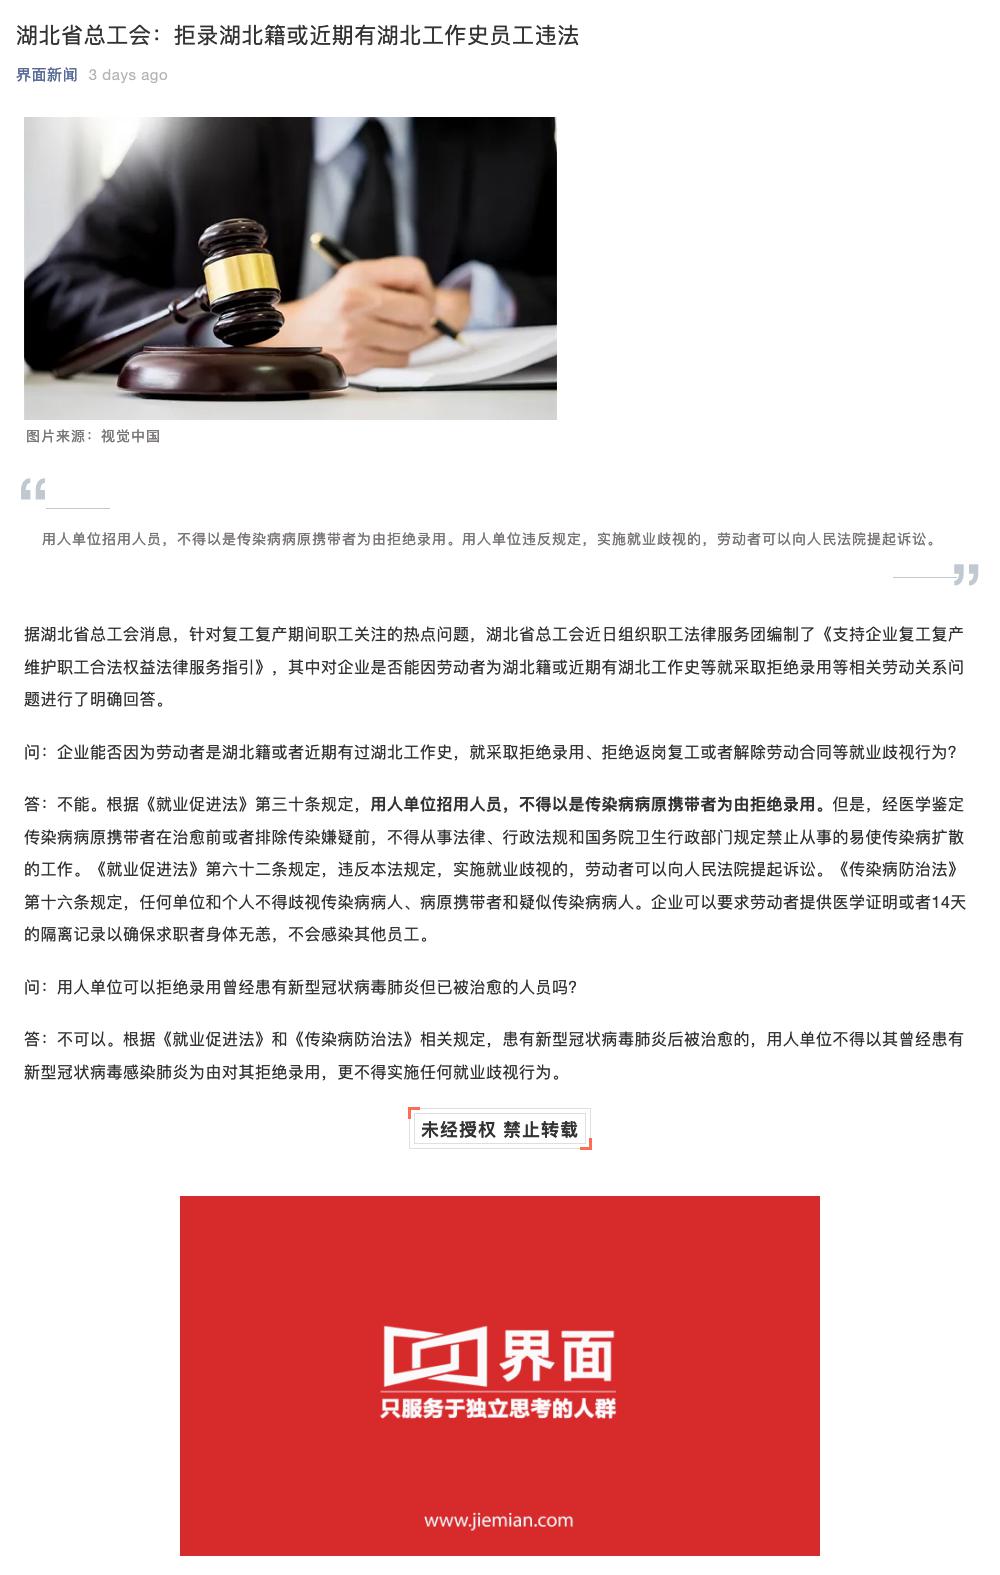 湖北省总工会：拒录湖北籍或近期有湖北工作史员工违法
界面新闻 3 days ago
图片来源：视觉中国
“
用人单位招用人员，不得以是传染病病原携带者为由拒绝录用。用人单位违反规定，实施就业歧视的，劳动者可以向人民法院提起诉讼。
”
据湖北省总工会消息，针对复工复产期间职工关注的热点问题，湖北省总工会近日组织职工法律服务团编制了《支持企业复工复产
维护职工合法权益法律服务指引》，其中对企业是否能因劳动者为湖北籍或近期有湖北工作史等就采取拒绝录用等相关劳动关系问
题进行了明确回答。
问：企业能否因为劳动者是湖北籍或者近期有过湖北工作史，就采取拒绝录用、拒绝返岗复工或者解除劳动合同等就业歧视行为？
答：不能。根据《就业促进法》第三十条规定，用人单位招用人员，不得以是传染病病原携带者为由拒绝录用。但是，经医学鉴定
传染病病原携带者在治愈前或者排除传染嫌疑前，不得从事法律、行政法规和国务院卫生行政部门规定禁止从事的易使传染病扩散
的工作。《就业促进法》第六十二条规定，违反本法规定，实施就业歧视的，劳动者可以向人民法院提起诉讼。《传染病防治法》
第十六条规定，任何单位和个人不得歧视传染病病人、病原携带者和疑似传染病病人。企业可以要求劳动者提供医学证明或者14天
的隔离记录以确保求职者身体无恙，不会感染其他员工。
问：用人单位可以拒绝录用曾经患有新型冠状病毒肺炎但已被治愈的人员吗？
答：不可以。根据《就业促进法》和《传染病防治法》相关规定，患有新型冠状病毒肺炎后被治愈的，用人单位不得以其曾经患有
新型冠状病毒感染肺炎为由对其拒绝录用，更不得实施任何就业歧视行为。
未经授权 禁止转载
界面
只服务于独立思考的人群
www.jiemian.com